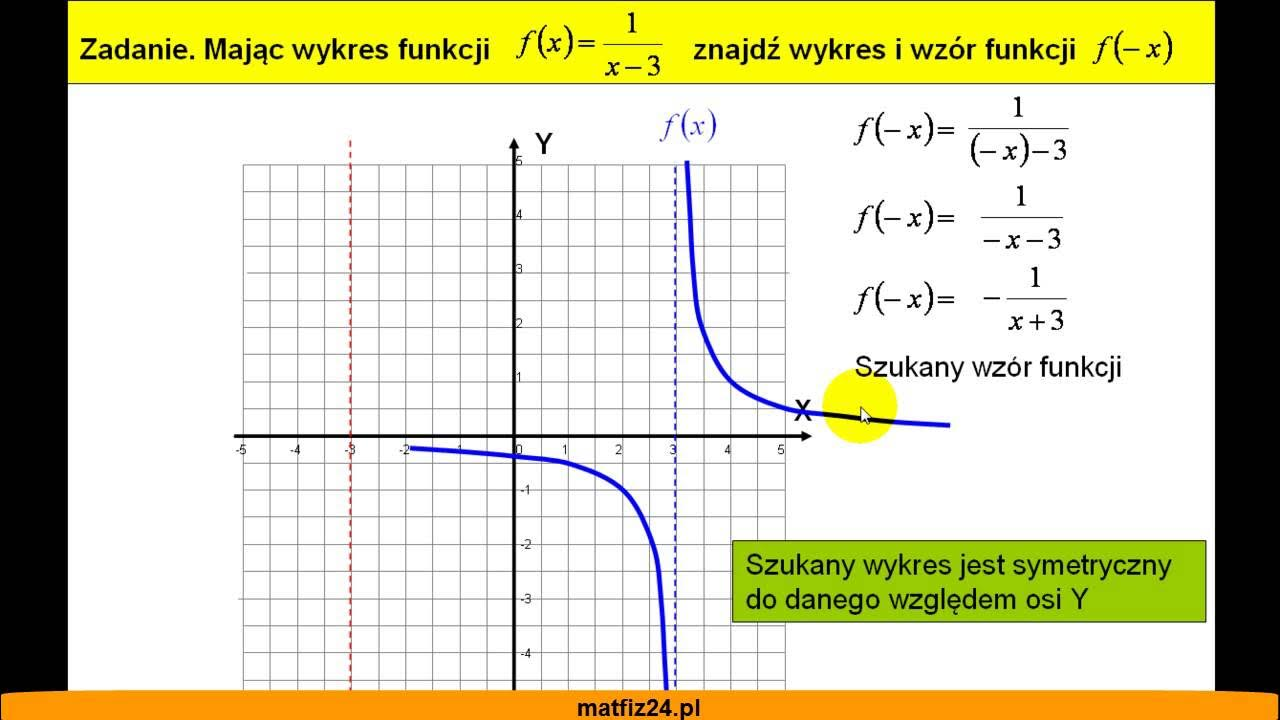 Zadanie. Mając wykres funkcji f(x)= 1/(x−3) znajdź wykres i wzór funkcji f(−x)
f(x)
Y
X
5
4
3
2
1
-5 -4 -3 -2 0 1 2 3 4 5
-1
-2
-3
-4
f(−x)= 1/((−x)−3)
f(−x)= 1/(−x−3)
f(−x)= −1/(x+3)
Szukany wzór funkcji
Szukany wykres jest symetryczny
do danego względem osi Y
matfiz24.pl